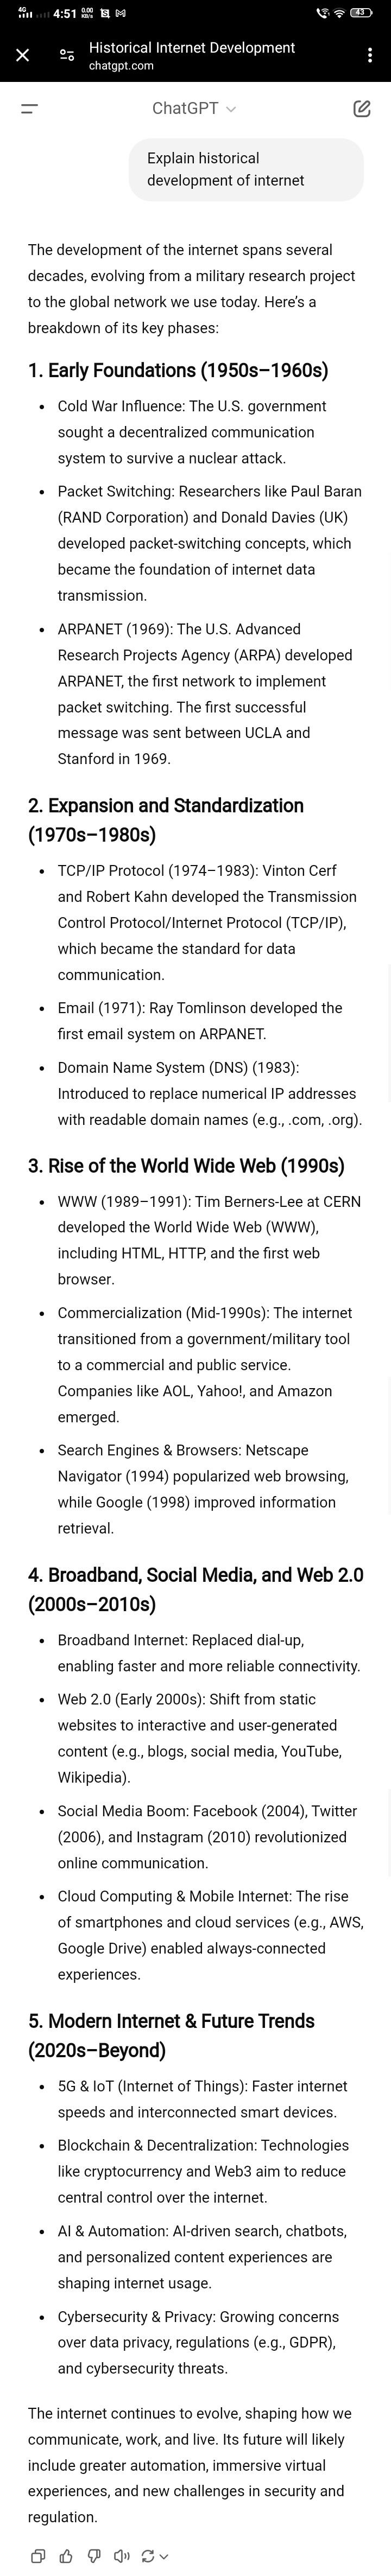 4G 4:51 0.00 KB/s 43
Historical Internet Development
chatgpt.com
ChatGPT
Explain historical
development of internet
The development of the internet spans several
decades, evolving from a military research project
to the global network we use today. Here's a
breakdown of its key phases:
1. Early Foundations (1950s–1960s)
• Cold War Influence: The U.S. government
sought a decentralized communication
system to survive a nuclear attack.
• Packet Switching: Researchers like Paul Baran
(RAND Corporation) and Donald Davies (UK)
developed packet-switching concepts, which
became the foundation of internet data
transmission.
• ARPANET (1969): The U.S. Advanced
Research Projects Agency (ARPA) developed
ARPANET, the first network to implement
packet switching. The first successful
message was sent between UCLA and
Stanford in 1969.
2. Expansion and Standardization
(1970s–1980s)
• TCP/IP Protocol (1974–1983): Vinton Cerf
and Robert Kahn developed the Transmission
Control Protocol/Internet Protocol (TCP/IP),
which became the standard for data
communication.
• Email (1971): Ray Tomlinson developed the
first email system on ARPANET.
• Domain Name System (DNS) (1983):
Introduced to replace numerical IP addresses
with readable domain names (e.g., .com, .org).
3. Rise of the World Wide Web (1990s)
• WWW (1989–1991): Tim Berners-Lee at CERN
developed the World Wide Web (WWW),
including HTML, HTTP, and the first web
browser.
• Commercialization (Mid-1990s): The internet
transitioned from a government/military tool
to a commercial and public service.
Companies like AOL, Yahoo!, and Amazon
emerged.
• Search Engines & Browsers: Netscape
Navigator (1994) popularized web browsing,
while Google (1998) improved information
retrieval.
4. Broadband, Social Media, and Web 2.0
(2000s–2010s)
• Broadband Internet: Replaced dial-up,
enabling faster and more reliable connectivity.
• Web 2.0 (Early 2000s): Shift from static
websites to interactive and user-generated
content (e.g., blogs, social media, YouTube,
Wikipedia).
• Social Media Boom: Facebook (2004), Twitter
(2006), and Instagram (2010) revolutionized
online communication.
• Cloud Computing & Mobile Internet: The rise
of smartphones and cloud services (e.g., AWS,
Google Drive) enabled always-connected
experiences.
5. Modern Internet & Future Trends
(2020s–Beyond)
• 5G & IoT (Internet of Things): Faster internet
speeds and interconnected smart devices.
• Blockchain & Decentralization: Technologies
like cryptocurrency and Web3 aim to reduce
central control over the internet.
• AI & Automation: AI-driven search, chatbots,
and personalized content experiences are
shaping internet usage.
• Cybersecurity & Privacy: Growing concerns
over data privacy, regulations (e.g., GDPR),
and cybersecurity threats.
The internet continues to evolve, shaping how we
communicate, work, and live. Its future will likely
include greater automation, immersive virtual
experiences, and new challenges in security and
regulation.